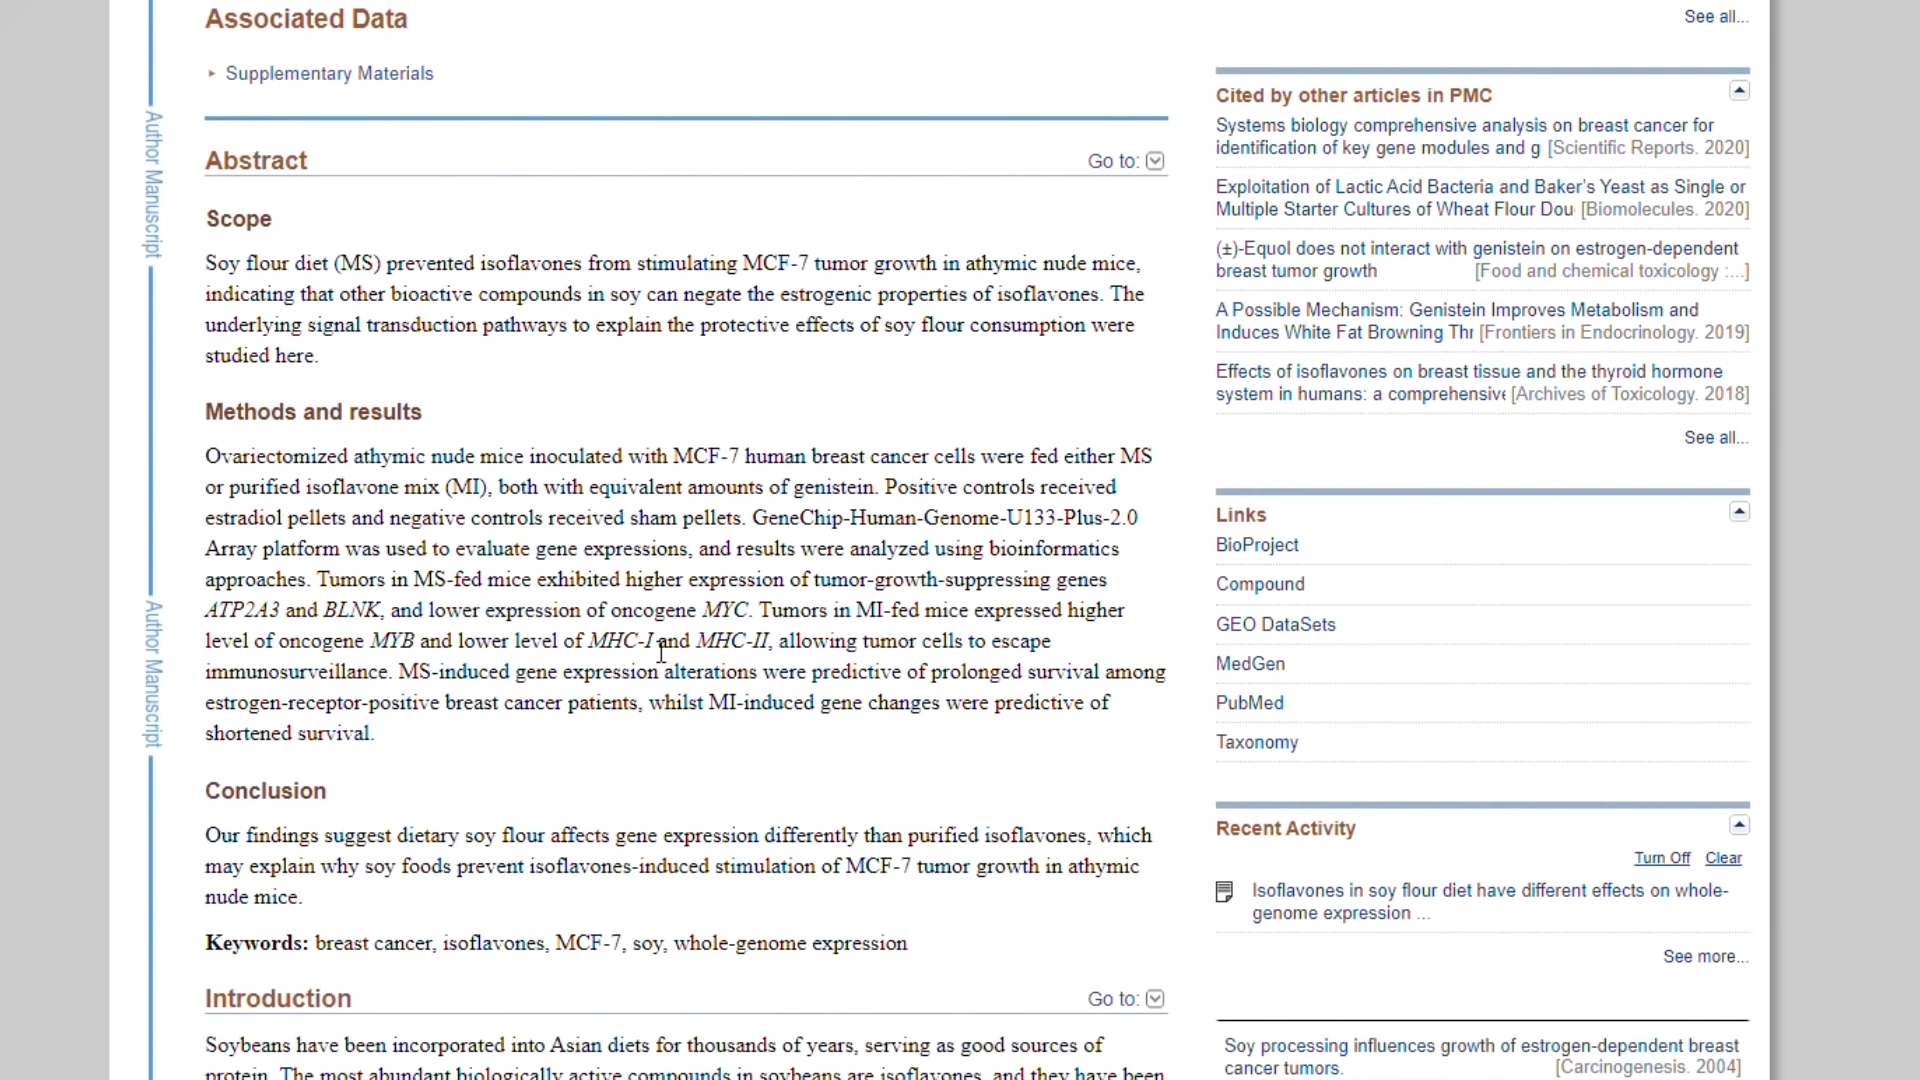 Associated Data
Supplementary Materials
Abstract
Go to:
Scope
Soy flour diet (MS) prevented isoflavones from stimulating MCF-7 tumor growth in athymic nude mice,
indicating that other bioactive compounds in soy can negate the estrogenic properties of isoflavones. The
underlying signal transduction pathways to explain the protective effects of soy flour consumption were
studied here.
Methods and results
Ovariectomized athymic nude mice inoculated with MCF-7 human breast cancer cells were fed either MS
or purified isoflavone mix (MI), both with equivalent amounts of genistein. Positive controls received
estradiol pellets and negative controls received sham pellets. GeneChip-Human-Genome-U133-Plus-2.0
Array platform was used to evaluate gene expressions, and results were analyzed using bioinformatics
approaches. Tumors in MS-fed mice exhibited higher expression of tumor-growth-suppressing genes
ATP2A3 and BLNK, and lower expression of oncogene MYC. Tumors in MI-fed mice expressed higher
level of oncogene MYB and lower level of MHC-I and MHC-II, allowing tumor cells to escape
immunosurveillance. MS-induced gene expression alterations were predictive of prolonged survival among
estrogen-receptor-positive breast cancer patients, whilst MI-induced gene changes were predictive of
shortened survival.
Conclusion
Our findings suggest dietary soy flour affects gene expression differently than purified isoflavones, which
may explain why soy foods prevent isoflavones-induced stimulation of MCF-7 tumor growth in athymic
nude mice.
Keywords: breast cancer, isoflavones, MCF-7, soy, whole-genome expression
Introduction
Go to:
Soybeans have been incorporated into Asian diets for thousands of years, serving as good sources of
protein. The most abundant biologically active compounds in soybeans are isoflavones, and they have been
Author Manuscript
Author Manuscript
See all...
Cited by other articles in PMC
Systems biology comprehensive analysis on breast cancer for
identification of key gene modules and g [Scientific Reports. 2020]
Exploitation of Lactic Acid Bacteria and Baker's Yeast as Single or
Multiple Starter Cultures of Wheat Flour Dou [Biomolecules. 2020]
(±)-Equol does not interact with genistein on estrogen-dependent
breast tumor growth [Food and chemical toxicology :...]
A Possible Mechanism: Genistein Improves Metabolism and
Induces White Fat Browning Thr [Frontiers in Endocrinology. 2019]
Effects of isoflavones on breast tissue and the thyroid hormone
system in humans: a comprehensive [Archives of Toxicology. 2018]
See all...
Links
BioProject
Compound
GEO DataSets
MedGen
PubMed
Taxonomy
Recent Activity
Turn Off Clear
Isoflavones in soy flour diet have different effects on whole-
genome expression ...
See more...
Soy processing influences growth of estrogen-dependent breast
cancer tumors. [Carcinogenesis. 2004]